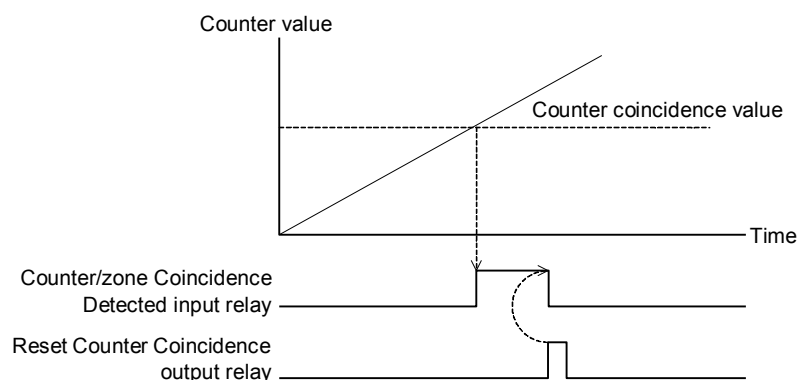 Counter value
Counter coincidence value
Time
Counter/zone Coincidence
Detected input relay
Reset Counter Coincidence
output relay